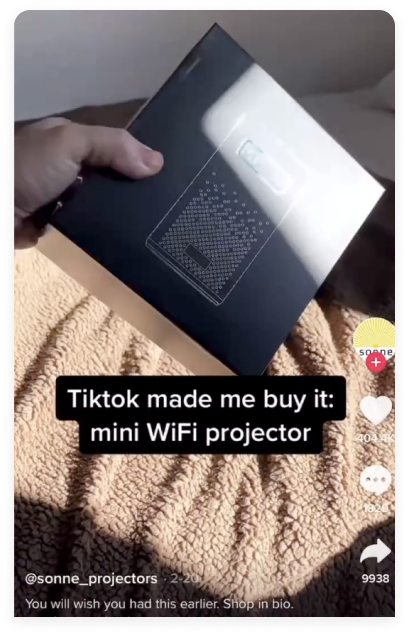 sonne
Tiktok made me buy it:
mini WiFi projector
404.4K
1820
9938
@sonne_projectors · 2-20
You will wish you had this earlier. Shop in bio.